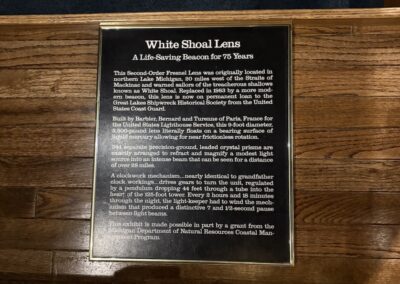 White Shoal Lens
A Life-Saving Beacon for 75 Years
This Second-Order Fresnel Lens was originally located in
northern Lake Michigan, 20 miles west of the Straits of
Mackinac and warned sailors of the treacherous shallows
known as White Shoal. Replaced in 1983 by a more mod-
ern beacon, this lens is now on permanent loan to the
Great Lakes Shipwreck Historical Society from the United
States Coast Guard.
Built by Barbier, Bernard and Turenne of Paris, France for
the United States Lighthouse Service, this 9-foot diameter,
pound lens literally floats on a bearing surface of
liquid mercury allowing for near frictionless rotation.
344 separate precision-ground, leaded crystal prisms are
exactly arranged to refract and magnify a modest light
source into an intense beam that can be seen for a distance
of over 28 miles.
A clockwork mechanism...nearly identical to grandfather
clock workings...drives gears to turn the unit, regulated
by a pendulum dropping 44 feet through a tube into the
heart of the 125-foot tower. Every 2 hours and 18 minutes
through the night, the light-keeper had to wind the mech-
anism that produced a distinctive 7 and 1/2-second pause
between light beams.
This exhibit is made possible in part by a grant from the
Michigan Department of Natural Resources Coastal Man-
agement Program.